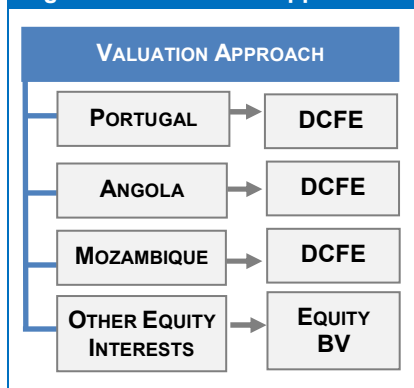 VALUATION APPROACH
PORTUGAL
DCFE
ANGOLA
DCFE
MOZAMBIQUE
DCFE
OTHER EQUITY
INTERESTS
EQUITY
BV